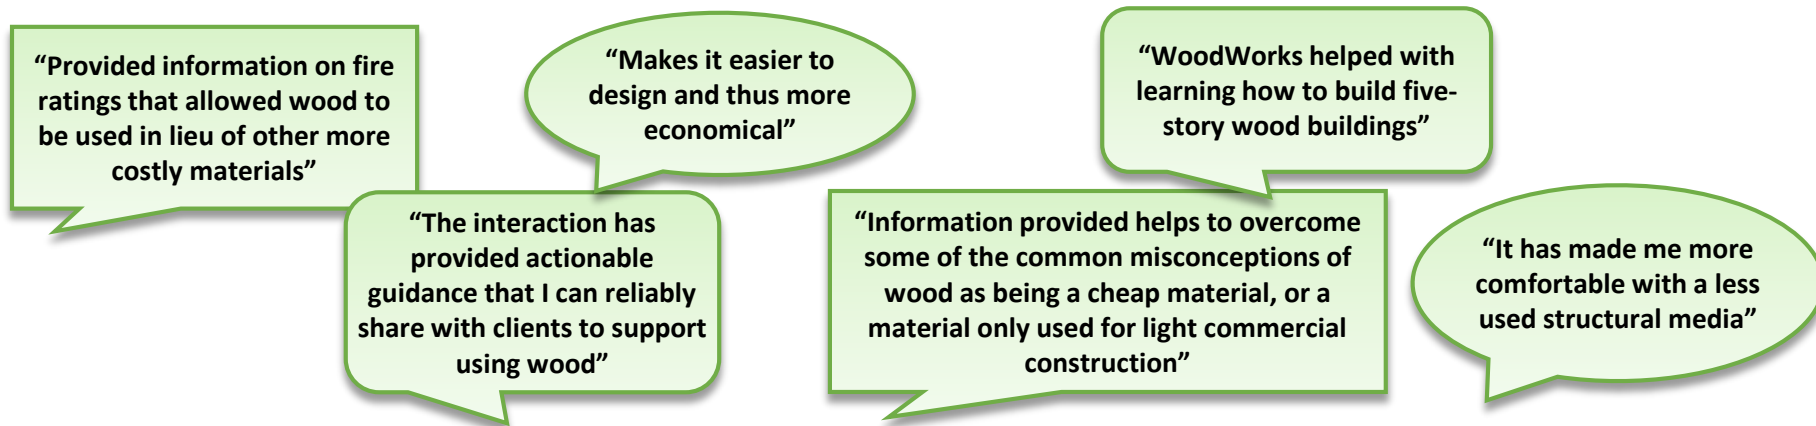 “Provided information on fire
ratings that allowed wood to
be used in lieu of other more
costly materials”
“Makes it easier to
design and thus more
economical”
“WoodWorks helped with
learning how to build five-
story wood buildings”
“The interaction has
provided actionable
guidance that I can reliably
share with clients to support
using wood”
“Information provided helps to overcome
some of the common misconceptions of
wood as being a cheap material, or a
material only used for light commercial
construction”
“It has made me more
comfortable with a less
used structural media”